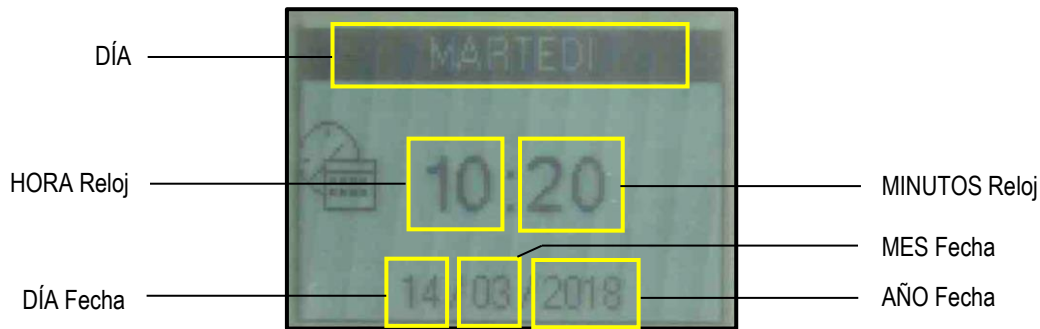 DÍA
MARTEDI
HORA Reloj
10:20
MINUTOS Reloj
MES Fecha
DÍA Fecha
14/03/2018
AÑO Fecha